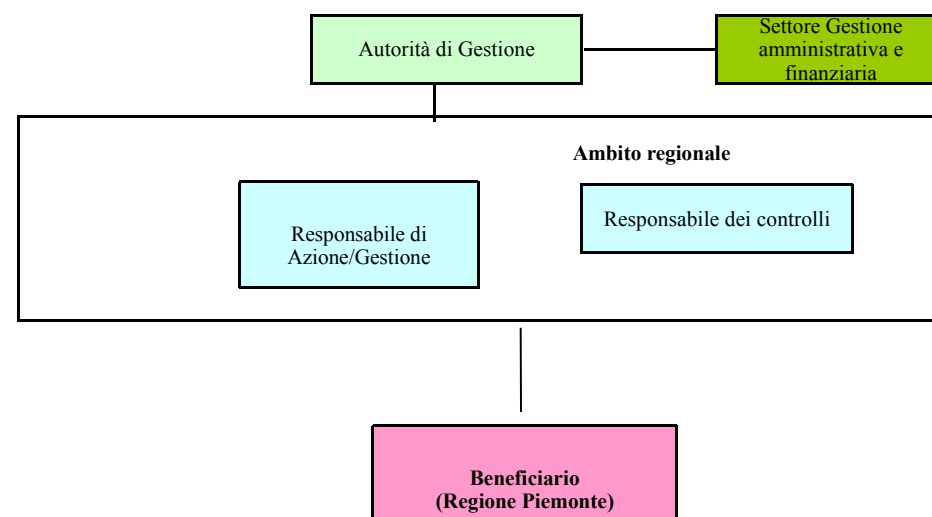 Autorità di Gestione
Settore Gestione
amministrativa e
finanziaria
Ambito regionale
Responsabile di
Azione/Gestione
Responsabile dei controlli
Beneficiario
(Regione Piemonte)